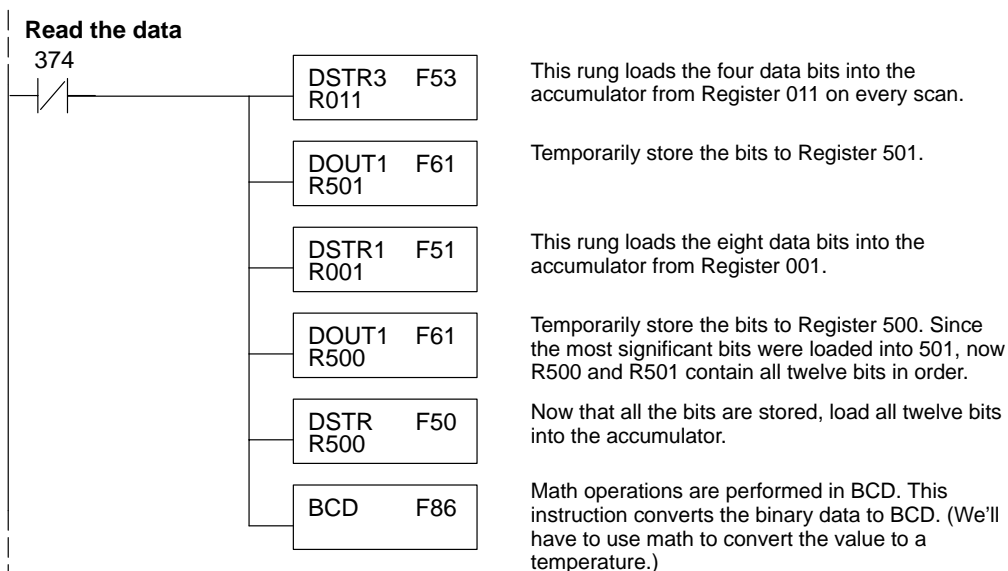 Read the data
374
DSTR3 F53
R011
This rung loads the four data bits into the
accumulator from Register 011 on every scan.
DOUT1 F61
R501
Temporarily store the bits to Register 501.
DSTR1 F51
R001
This rung loads the eight data bits into the
accumulator from Register 001.
DOUT1 F61
R500
Temporarily store the bits to Register 500. Since
the most significant bits were loaded into 501, now
R500 and R501 contain all twelve bits in order.
DSTR F50
R500
Now that all the bits are stored, load all twelve bits
into the accumulator.
BCD F86
Math operations are performed in BCD. This
instruction converts the binary data to BCD. (We’ll
have to use math to convert the value to a
temperature.)